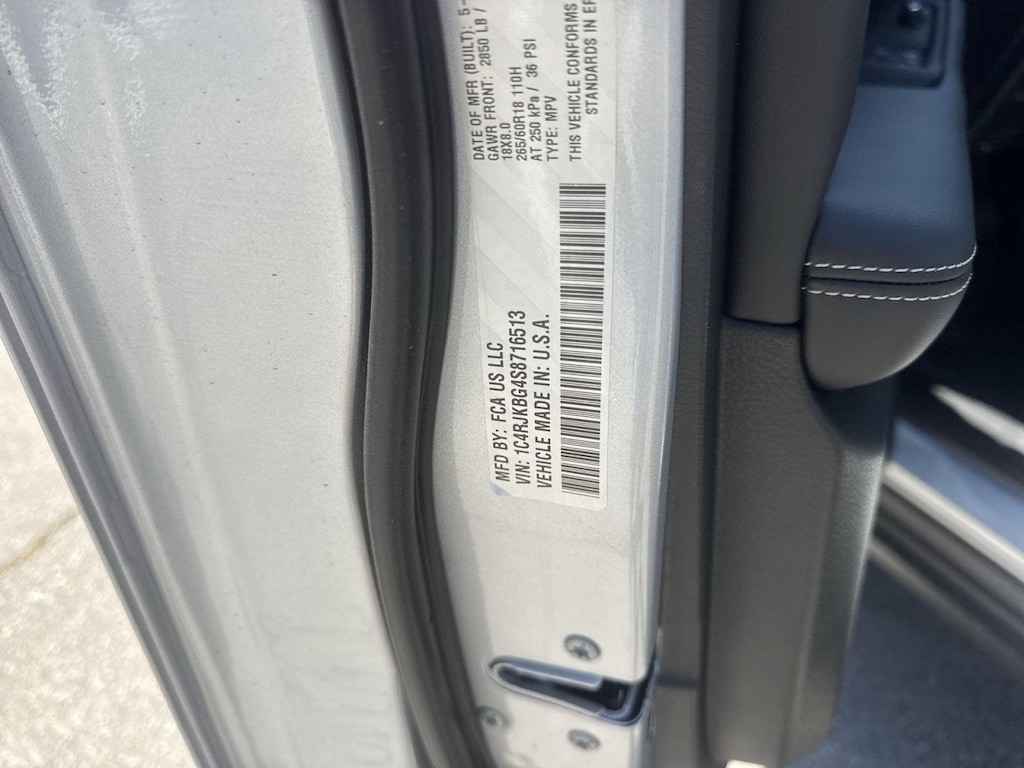 MFD BY: FCA US LLC
VIN: 1C4RJKBG4S8716513
VEHICLE MADE IN: U.S.A.
DATE OF MFR (BUILT): 5-
GAWR FRONT: 2850 LB /
18X8.0
265/60R18 110H
AT 250 kPa / 36 PSI
TYPE: MPV
THIS VEHICLE CONFORMS
STANDARDS IN